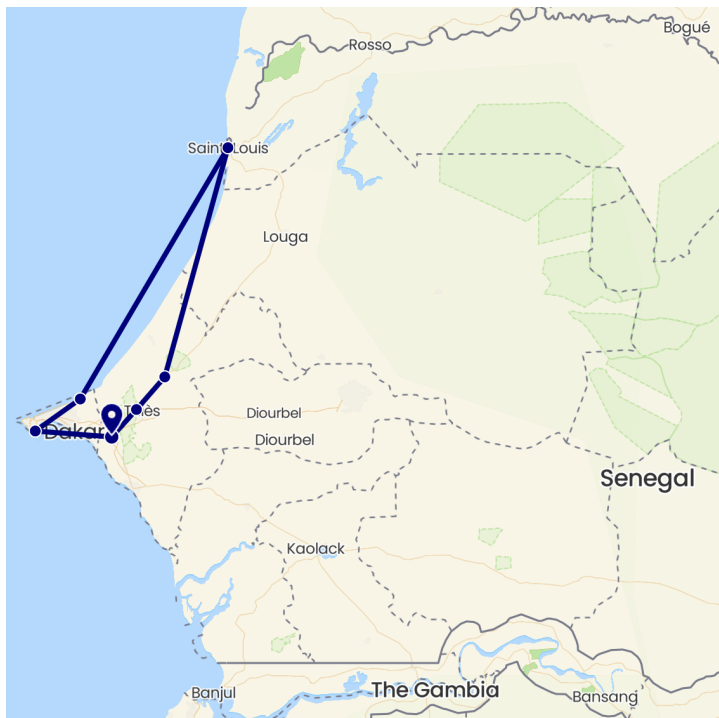 Bogué
Rosso
Saint-Louis
Louga
Thiès
Diourbel
Dakar
Diourbel
Senegal
Kaolack
The Gambia
Banjul
Bansang